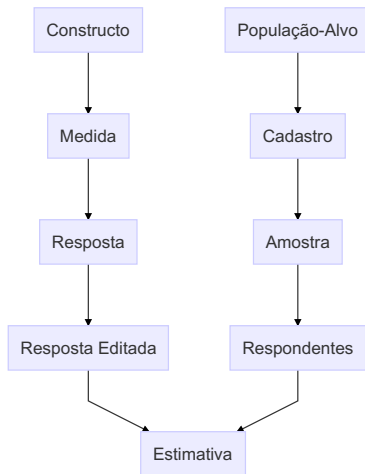 Constructo
População-Alvo
Medida
Cadastro
Resposta
Amostra
Resposta Editada
Respondentes
Estimativa